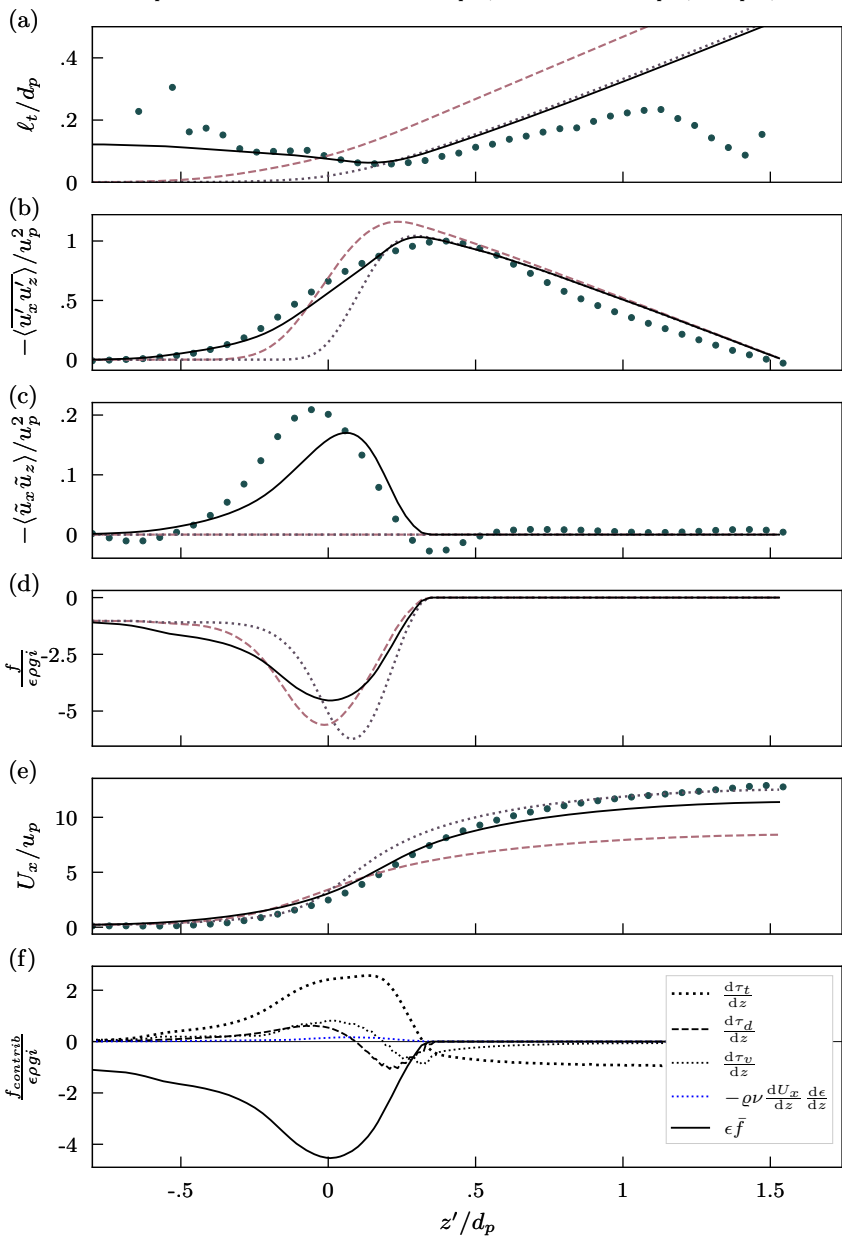 (a)
.4
.2
0
ℓ_t/d_p
(b)
1
.5
0
−⟨\overline{u′_x u′_z}⟩/u_p^2
(c)
.2
.1
0
−⟨ũ_x ũ_z⟩/u_p^2
(d)
0
-2.5
-5
f/ϵρgi
(e)
10
5
0
U_x/u_p
(f)
2
0
-2
-4
f_contrib/ϵρgi
dτ_t/dz
dτ_d/dz
dτ_v/dz
−ϱν dU_x/dz dϵ/dz
ϵf̄
-.5
0
.5
1
1.5
z′/d_p